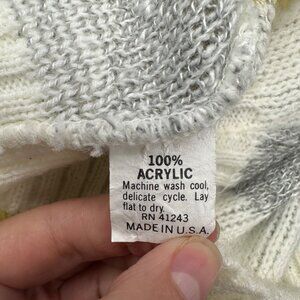 100%
ACRYLIC
Machine wash cool,
delicate cycle. Lay
flat to dry.
RN 41243
MADE IN U.S.A.